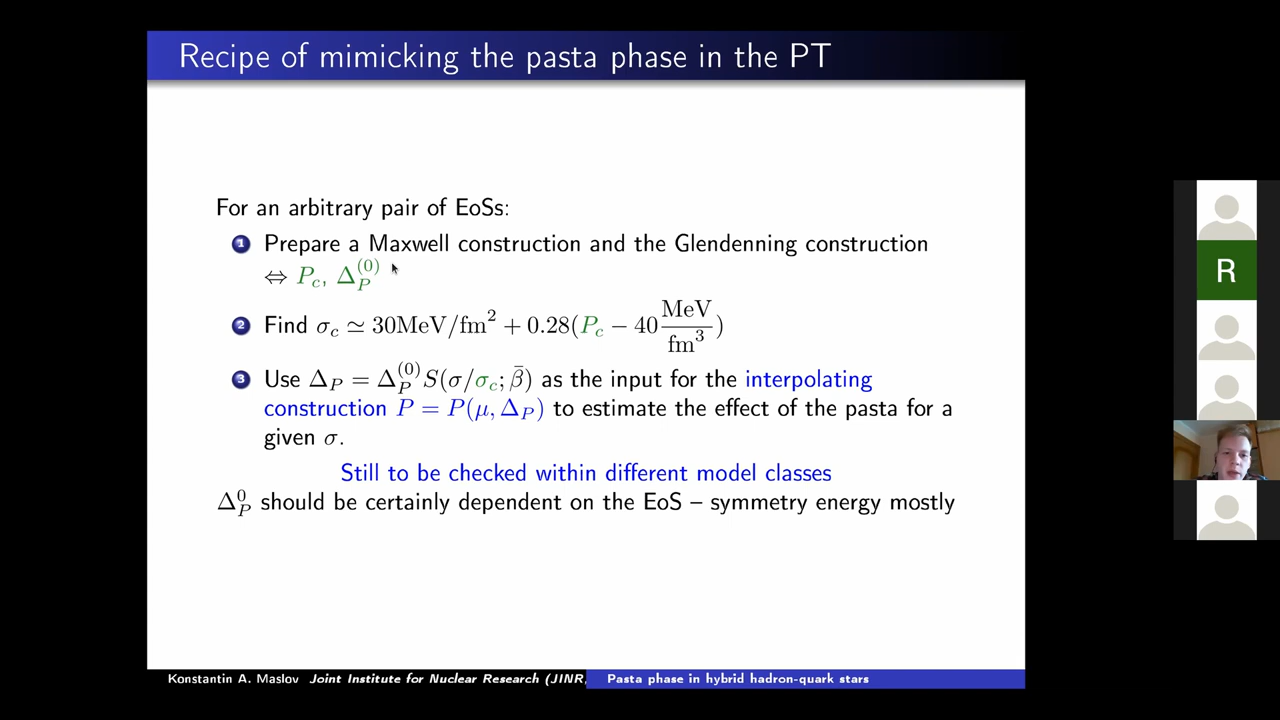 Recipe of mimicking the pasta phase in the PT
For an arbitrary pair of EoSs:
1 Prepare a Maxwell construction and the Glendenning construction
⇔ P_c, Δ_P^{(0)}
2 Find σ_c ≃ 30MeV/fm^2 + 0.28(P_c − 40 MeV/fm^3)
3 Use Δ_P = Δ_P^{(0)} S(σ/σ_c; β̄) as the input for the interpolating
construction P = P(μ, Δ_P) to estimate the effect of the pasta for a
given σ.
Still to be checked within different model classes
Δ_P^0 should be certainly dependent on the EoS – symmetry energy mostly
R
Konstantin A. Maslov Joint Institute for Nuclear Research (JINR, Pasta phase in hybrid hadron-quark stars